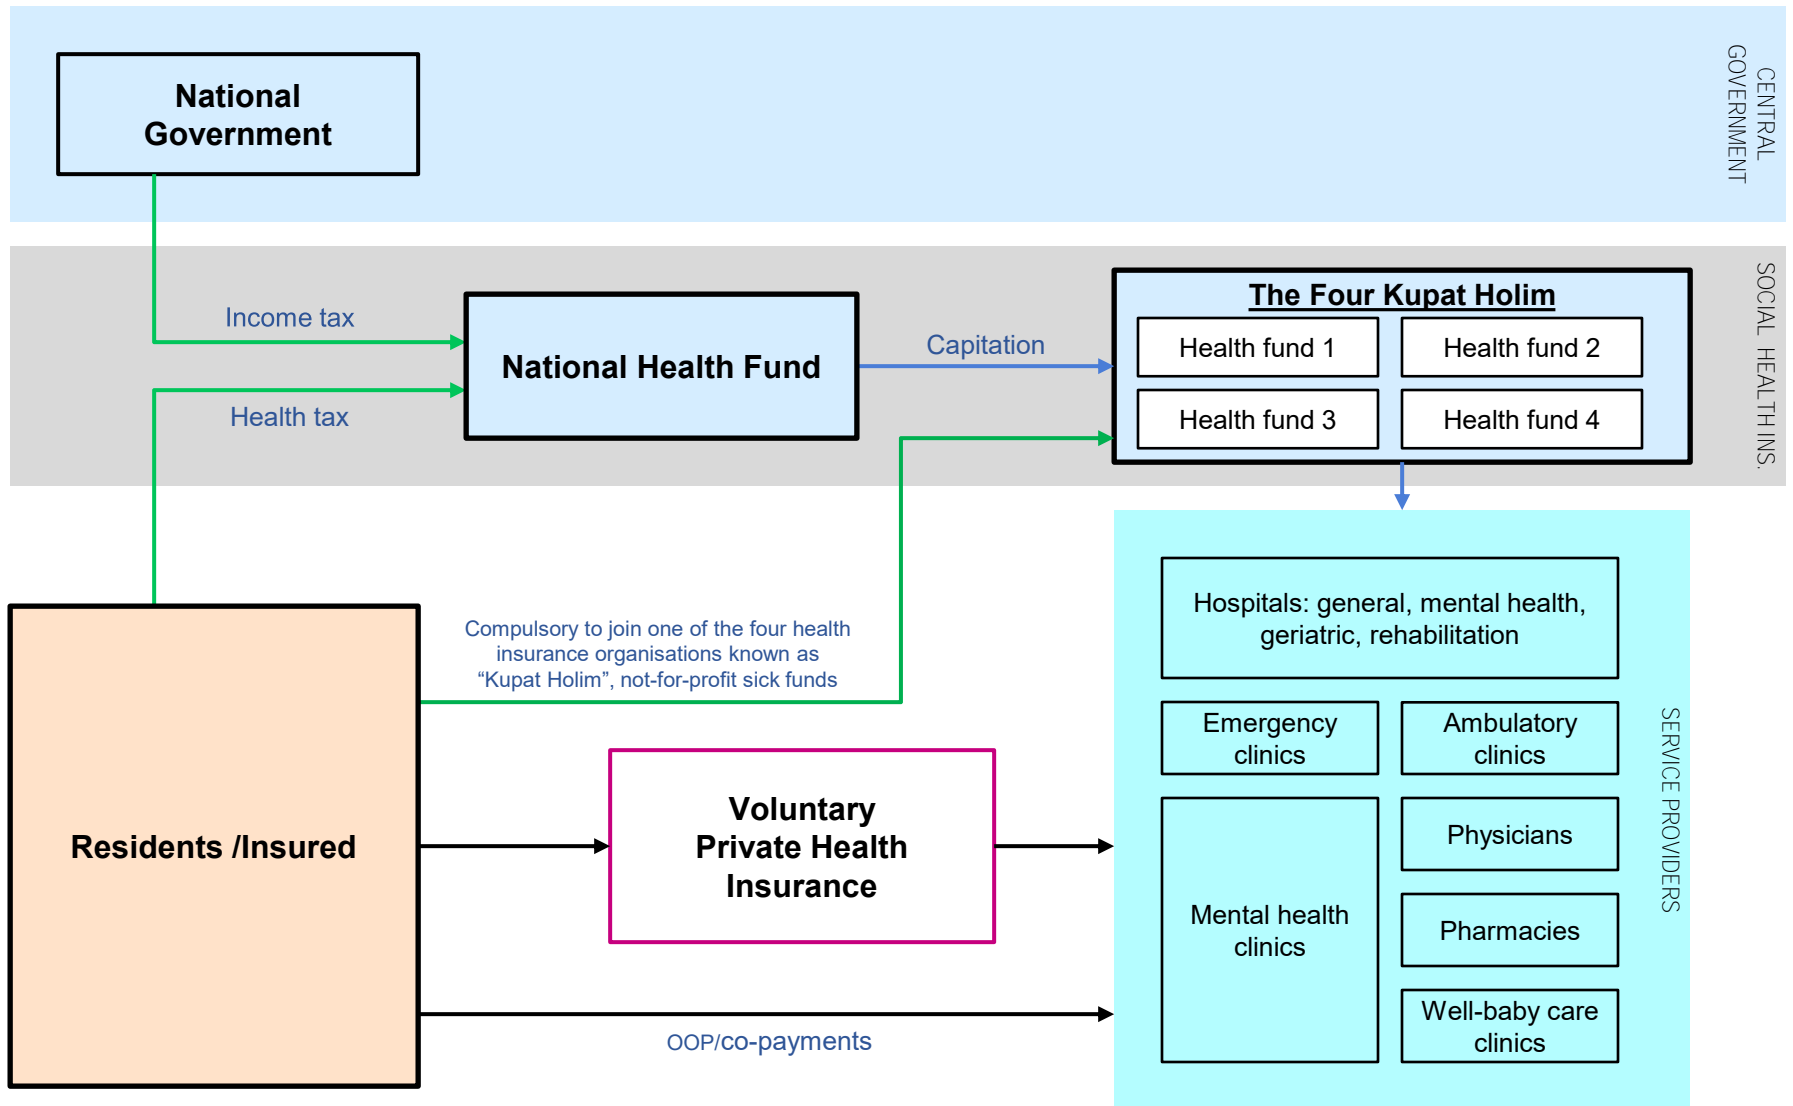 National
Government
CENTRAL
GOVERNMENT
SOCIAL HEALTH INS.
Income tax
Health tax
National Health Fund
Capitation
The Four Kupat Holim
Health fund 1
Health fund 2
Health fund 3
Health fund 4
Compulsory to join one of the four health
insurance organisations known as
“Kupat Holim”, not-for-profit sick funds
Residents /Insured
Voluntary
Private Health
Insurance
OOP/co-payments
Hospitals: general, mental health,
geriatric, rehabilitation
Emergency
clinics
Ambulatory
clinics
Mental health
clinics
Physicians
Pharmacies
Well-baby care
clinics
SERVICE PROVIDERS